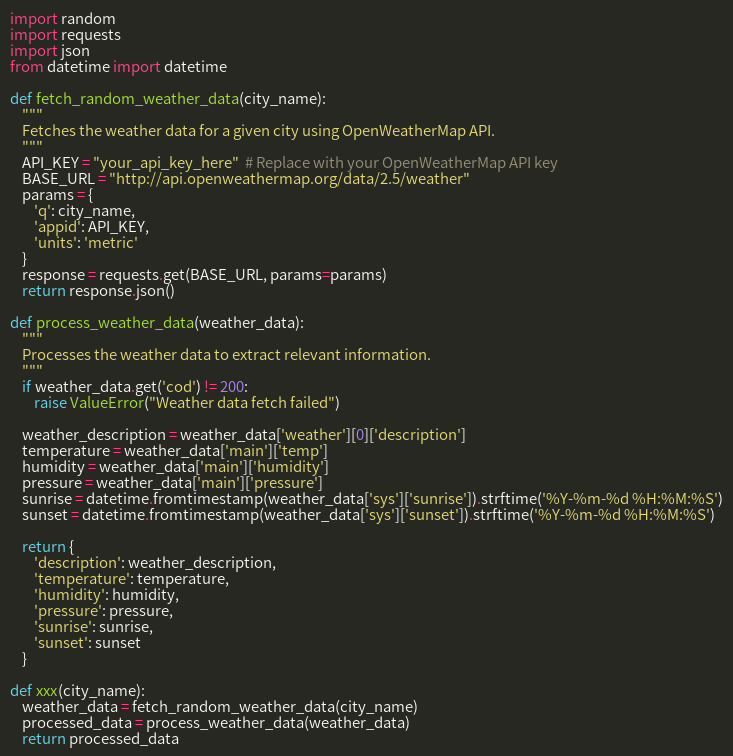 import random
import requests
import json
from datetime import datetime

def fetch_random_weather_data(city_name):
    """
    Fetches the weather data for a given city using OpenWeatherMap API.
    """
    API_KEY = "your_api_key_here"  # Replace with your OpenWeatherMap API key
    BASE_URL = "http://api.openweathermap.org/data/2.5/weather"
    params = {
        'q': city_name,
        'appid': API_KEY,
        'units': 'metric'
    }
    response = requests.get(BASE_URL, params=params)
    return response.json()

def process_weather_data(weather_data):
    """
    Processes the weather data to extract relevant information.
    """
    if weather_data.get('cod') != 200:
        raise ValueError("Weather data fetch failed")

    weather_description = weather_data['weather'][0]['description']
    temperature = weather_data['main']['temp']
    humidity = weather_data['main']['humidity']
    pressure = weather_data['main']['pressure']
    sunrise = datetime.fromtimestamp(weather_data['sys']['sunrise']).strftime('%Y-%m-%d %H:%M:%S')
    sunset = datetime.fromtimestamp(weather_data['sys']['sunset']).strftime('%Y-%m-%d %H:%M:%S')

    return {
        'description': weather_description,
        'temperature': temperature,
        'humidity': humidity,
        'pressure': pressure,
        'sunrise': sunrise,
        'sunset': sunset
    }

def xxx(city_name):
    weather_data = fetch_random_weather_data(city_name)
    processed_data = process_weather_data(weather_data)
    return processed_data